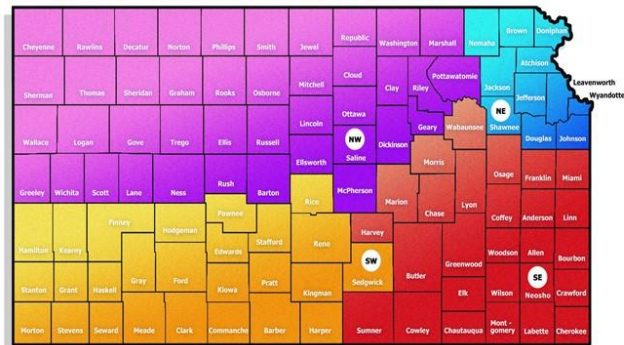 Cheyenne Rawlins Decatur Norton Phillips Smith Jewel Republic Washington Marshall Nemaha Brown Doniphan
Atchison
Sherman Thomas Sheridan Graham Rooks Osborne Mitchell Cloud Clay Riley Pottawatomie Jackson Jefferson Leavenworth
Wyandotte
Lincoln Ottawa NE
Wallace Logan Gove Trego Ellis Russell NW Saline Dickinson Geary Wabaunsee Shawnee Douglas Johnson
Ellsworth Morris
Greeley Wichita Scott Lane Ness Rush Barton McPherson Marion Chase Lyon Osage Franklin Miami
Rice
Finney Hodgeman Pawnee Stafford Reno Harvey Coffey Anderson Linn
Hamilton Kearny Edwards SW Sedgwick Butler Greenwood Woodson Allen Bourbon
Stanton Grant Haskell Gray Ford Kiowa Pratt Kingman Elk Wilson SE Neosho Crawford
Morton Stevens Seward Meade Clark Commanche Barber Harper Sumner Cowley Chautauqua Mont-
gomery Labette Cherokee